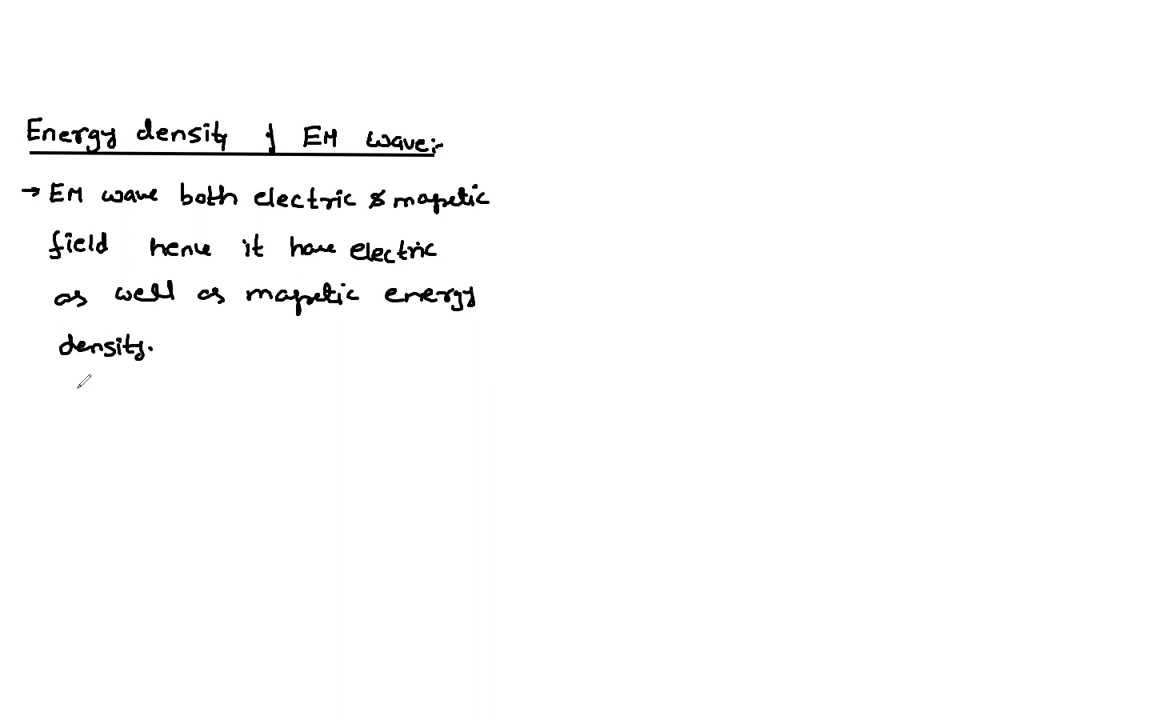 Energy density of EM wave:-
→ EM wave both electric & magnetic
field hence it have electric
as well as magnetic energy
density.